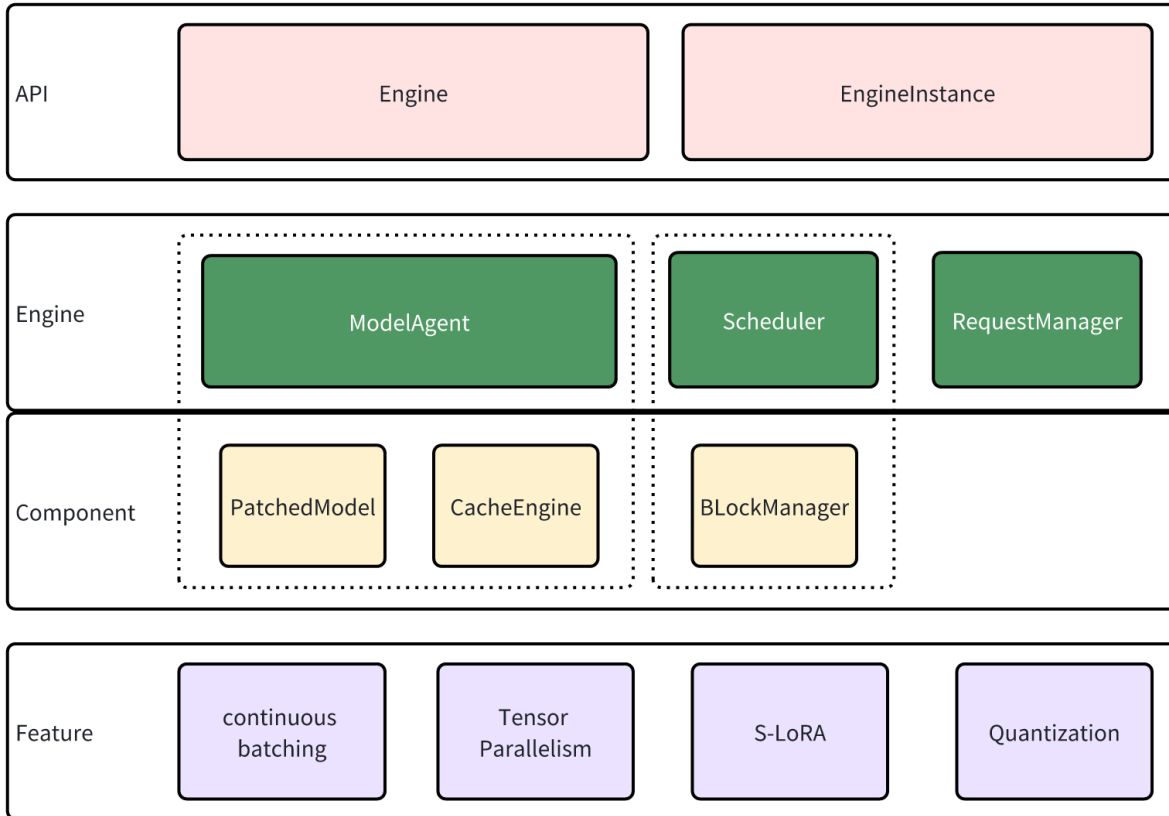 API
Engine
EngineInstance
Engine
ModelAgent
Scheduler
RequestManager
Component
PatchedModel
CacheEngine
BLockManager
Feature
continuous
batching
Tensor
Parallelism
S-LoRA
Quantization